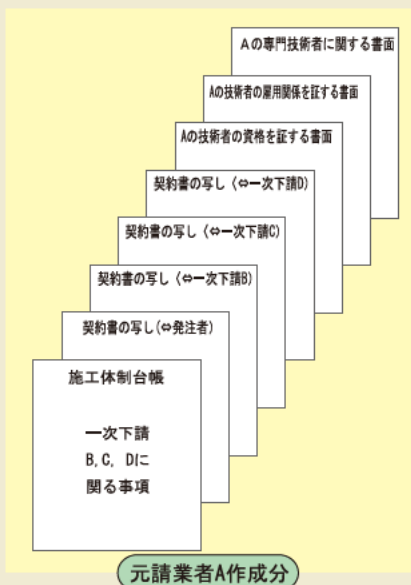 Aの専門技術者に関する書面
Aの技術者の雇用関係を証する書面
Aの技術者の資格を証する書面
契約書の写し(⇔一次下請D)
契約書の写し(⇔一次下請C)
契約書の写し(⇔一次下請B)
契約書の写し(⇔発注者)
施工体制台帳
一次下請
B, C, Dに
関る事項
元請業者A作成分